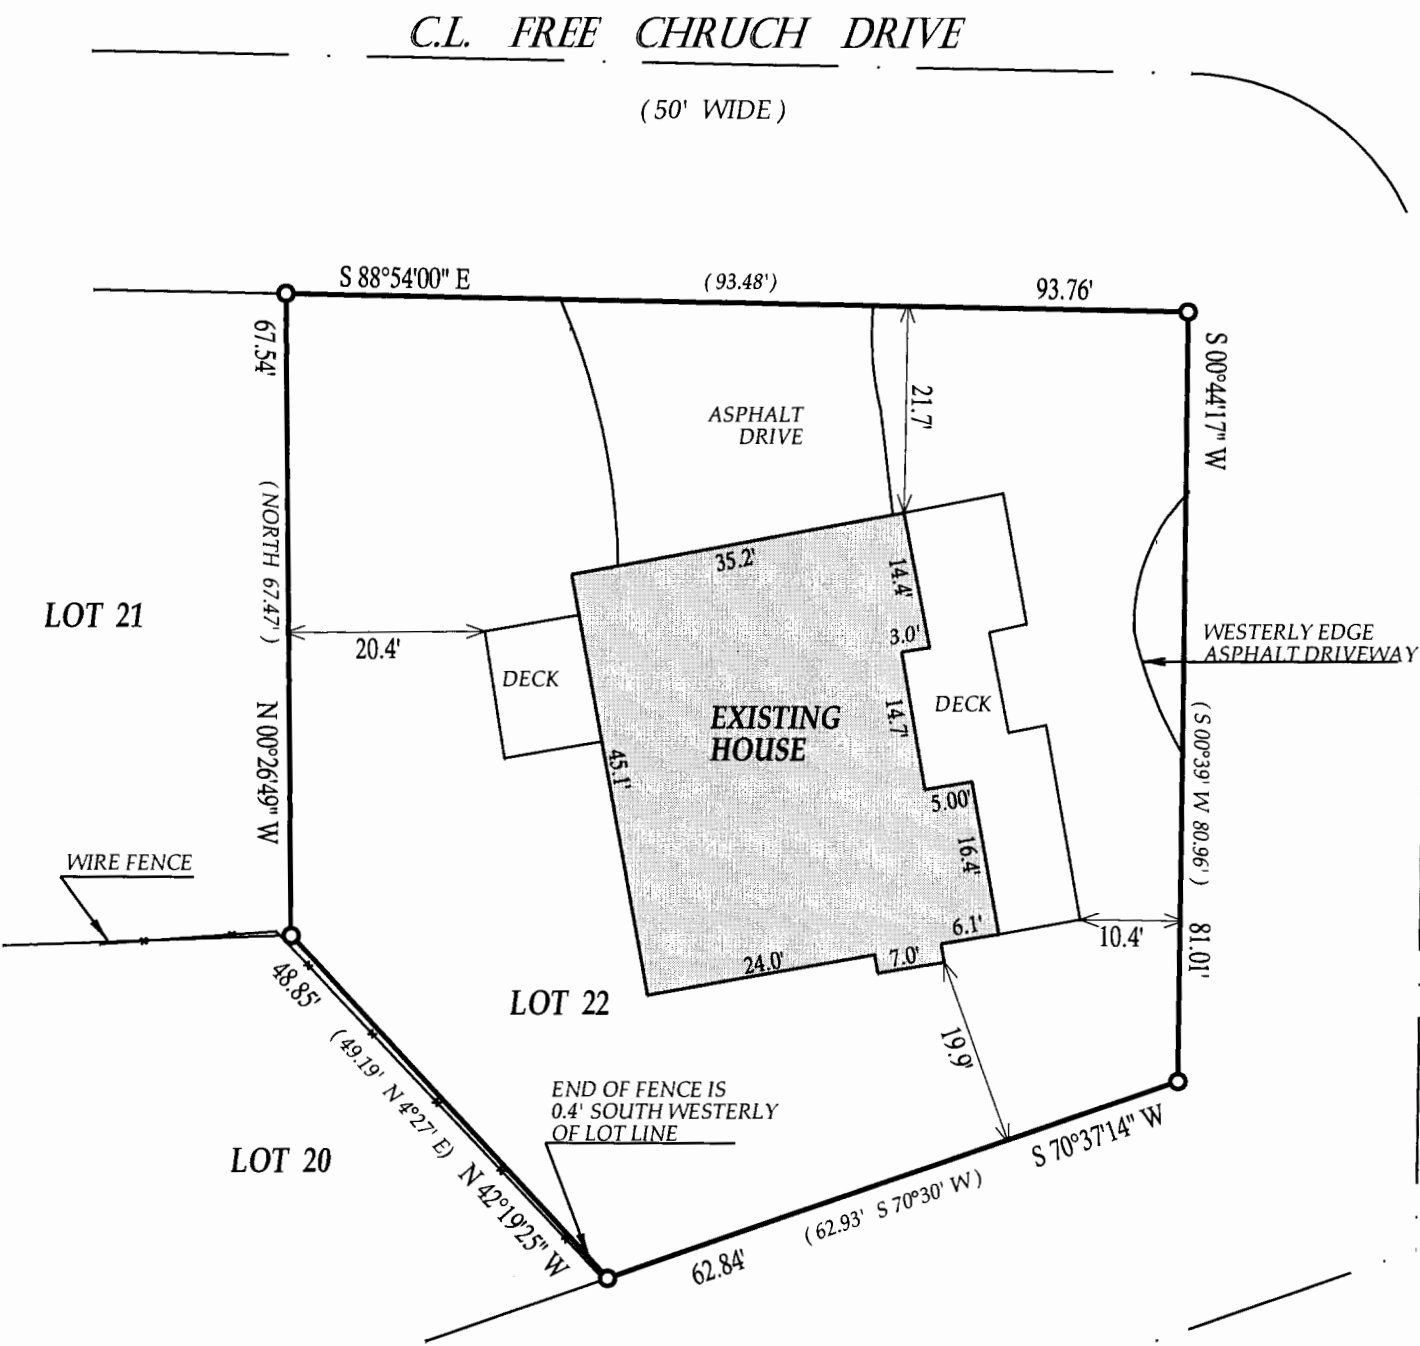 C.L. FREE CHRUCH DRIVE
( 50' WIDE )
S 88°54'00" E
( 93.48' )
93.76'
67.54'
S 00°44'17" W
21.7'
ASPHALT
DRIVE
( NORTH 67.47' )
35.2'
14.4'
LOT 21
3.0'
20.4'
WESTERLY EDGE
ASPHALT DRIVEWAY
DECK
DECK
N 00°26'49" W
EXISTING
HOUSE
14.7'
45.1'
( S 00°39' W 80.96' )
5.00'
16.4'
WIRE FENCE
6.1'
10.4'
81.01'
7.0'
24.0'
48.85'
LOT 22
19.9'
( 49.19' N 4°27' E)
END OF FENCE IS
0.4' SOUTH WESTERLY
OF LOT LINE
S 70°37'14" W
LOT 20
N 42°19'25" W
( 62.93' S 70°30' W )
62.84'